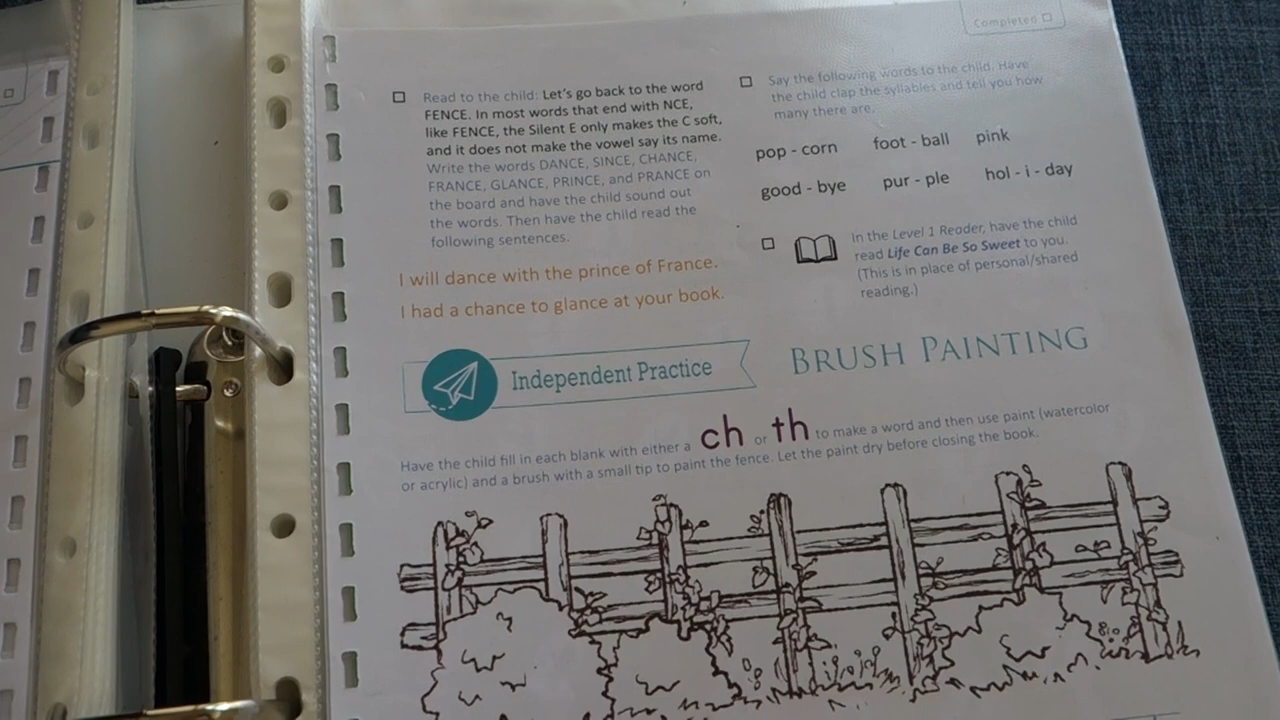 Completed
Read to the child: Let's go back to the word
FENCE. In most words that end with NCE,
like FENCE, the Silent E only makes the C soft,
and it does not make the vowel say its name.
Write the words DANCE, SINCE, CHANCE,
FRANCE, GLANCE, PRINCE, and PRANCE on
the board and have the child sound out
the words. Then have the child read the
following sentences.
I will dance with the prince of France.
I had a chance to glance at your book.
Say the following words to the child. Have
the child clap the syllables and tell you how
many there are.
pop - corn foot - ball pink
good - bye pur - ple hol - i - day
In the Level 1 Reader, have the child
read Life Can Be So Sweet to you.
(This is in place of personal/shared
reading.)
Independent Practice
BRUSH PAINTING
Have the child fill in each blank with either a ch or th to make a word and then use paint (watercolor
or acrylic) and a brush with a small tip to paint the fence. Let the paint dry before closing the book.